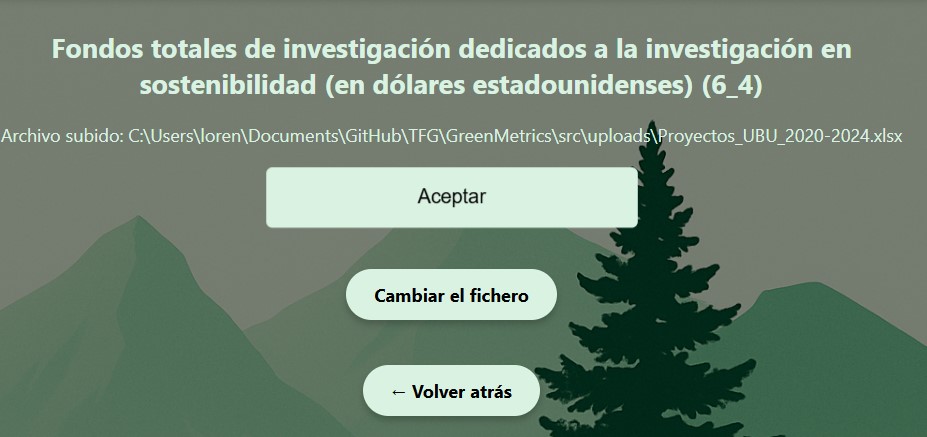 Fondos totales de investigación dedicados a la investigación en
sostenibilidad (en dólares estadounidenses) (6_4)
Archivo subido: C:\Users\loren\Documents\GitHub\TFG\GreenMetrics\src\uploads\Proyectos_UBU_2020-2024.xlsx
Aceptar
Cambiar el fichero
← Volver atrás